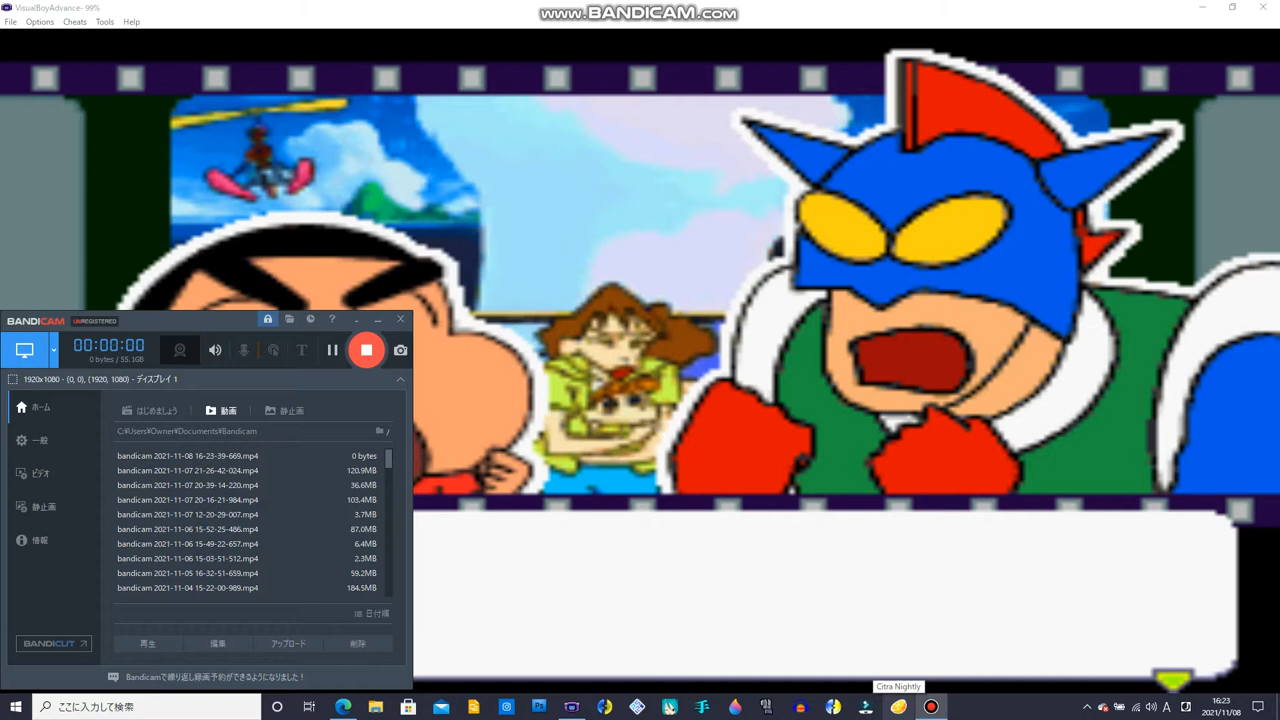 VisualBoyAdvance- 99%
www.BANDICAM.com
File Options Cheats Tools Help
BANDICAM UNREGISTERED
00:00:00
0 bytes / 55.1GB
1920x1080 - (0, 0), (1920, 1080) - ディスプレイ 1
ホーム
一般
ビデオ
静止画
情報
はじめましょう 動画 静止画
C:¥Users¥Owner¥Documents¥Bandicam
bandicam 2021-11-08 16-23-39-669.mp4 0 bytes
bandicam 2021-11-07 21-26-42-024.mp4 120.9MB
bandicam 2021-11-07 20-39-14-220.mp4 36.6MB
bandicam 2021-11-07 20-16-21-984.mp4 103.4MB
bandicam 2021-11-07 12-20-29-007.mp4 3.7MB
bandicam 2021-11-06 15-52-25-486.mp4 87.0MB
bandicam 2021-11-06 15-49-22-657.mp4 6.4MB
bandicam 2021-11-06 15-03-51-512.mp4 2.3MB
bandicam 2021-11-05 16-32-51-659.mp4 59.2MB
bandicam 2021-11-04 15-22-00-989.mp4 184.5MB
日付順
BANDICUT
再生 編集 アップロード 削除
Bandicamで繰り返し録画予約ができるようになりました！
Citra Nightly
ここに入力して検索
A
16:23
2021/11/08